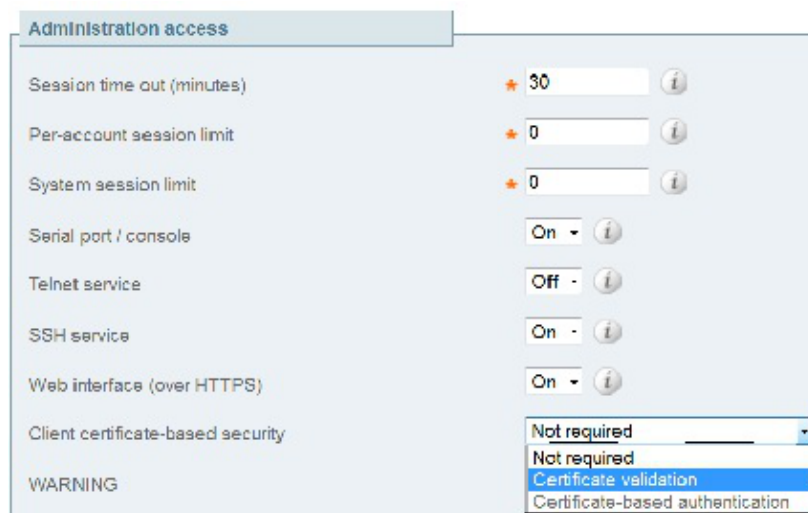 Administration access
Session time out (minutes) * 30 i
Per-account session limit * 0 i
System session limit * 0 i
Serial port / console On i
Telnet service Off i
SSH service On i
Web interface (over HTTPS) On i
Client certificate-based security Not required
Not required
WARNING Certificate validation
Certificate-based authentication